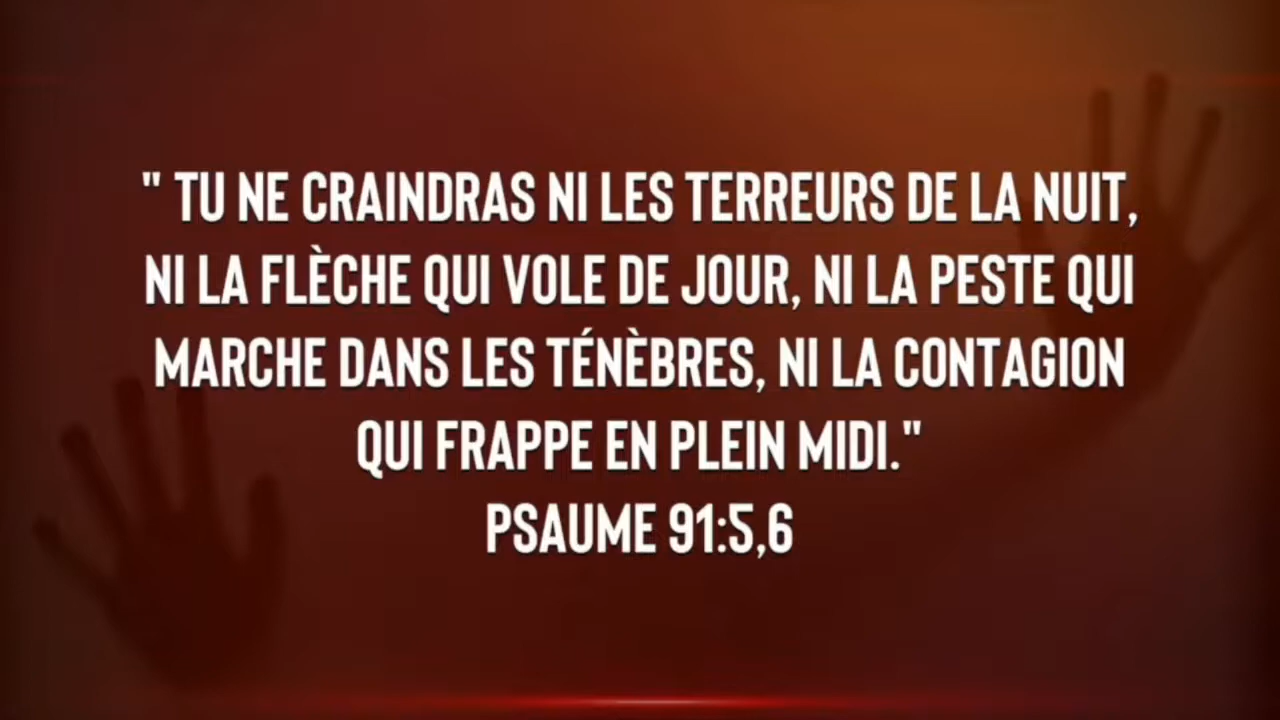 " TU NE CRAINDRAS NI LES TERREURS DE LA NUIT,
NI LA FLÈCHE QUI VOLE DE JOUR, NI LA PESTE QUI
MARCHE DANS LES TÉNÈBRES, NI LA CONTAGION
QUI FRAPPE EN PLEIN MIDI."
PSAUME 91:5,6